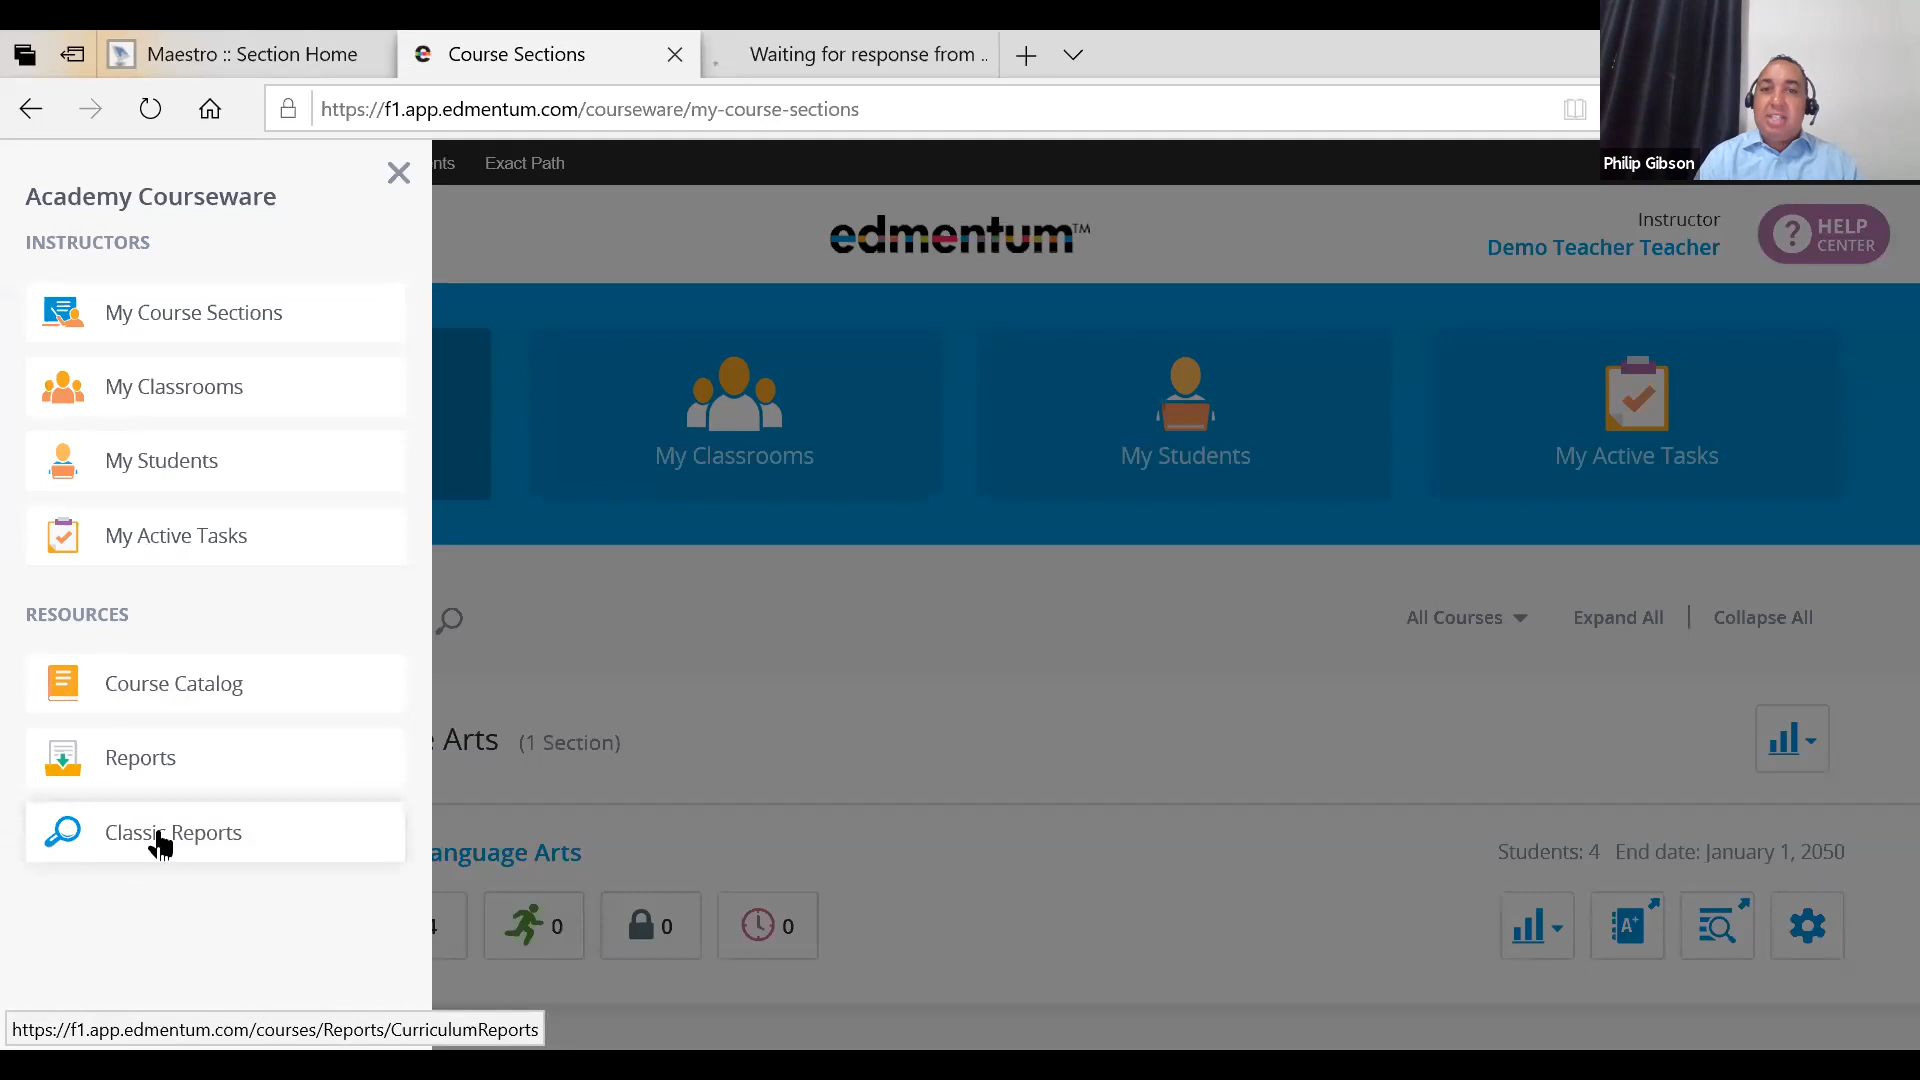 Maestro :: Section Home
Course Sections
Waiting for response from ..
https://f1.app.edmentum.com/courseware/my-course-sections
Philip Gibson
nts
Exact Path
Academy Courseware
INSTRUCTORS
My Course Sections
My Classrooms
My Students
My Active Tasks
RESOURCES
Course Catalog
Reports
Classic Reports
edmentum™
Instructor
Demo Teacher Teacher
? HELP CENTER
My Classrooms
My Students
My Active Tasks
All Courses
Expand All | Collapse All
Arts (1 Section)
anguage Arts
Students: 4 End date: January 1, 2050
0
0
0
A+
https://f1.app.edmentum.com/courses/Reports/CurriculumReports